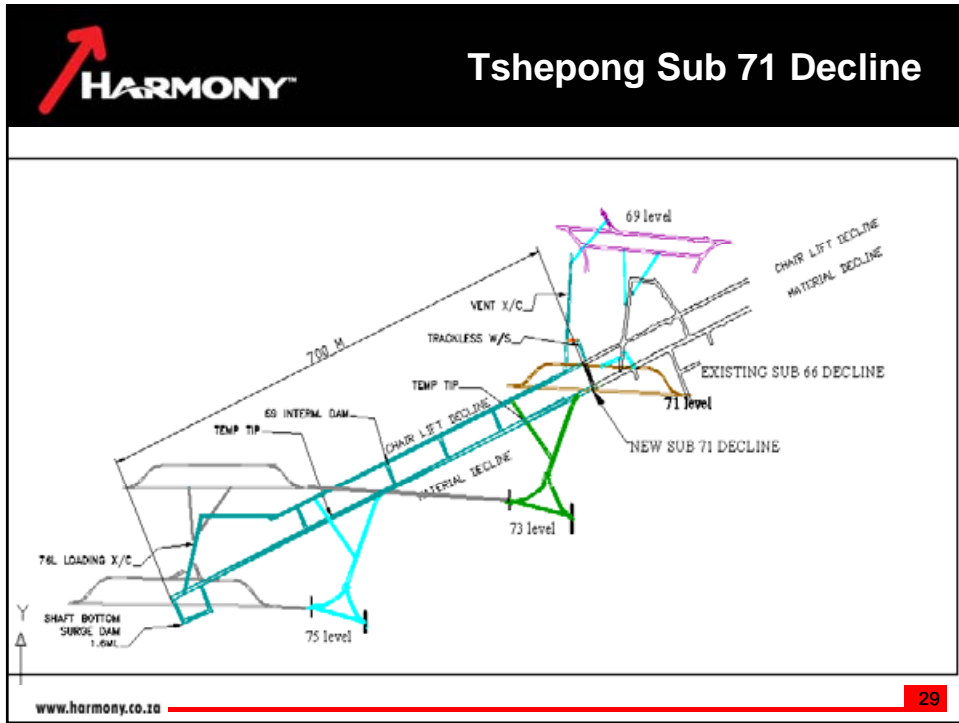 HARMONY™
Tshepong Sub 71 Decline
69 level
CHAIR LIFT DECLINE
MATERIAL DECLINE
VENT X/C
TRACKLESS W/S
700 M
EXISTING SUB 66 DECLINE
TEMP TIP
71 level
69 INTERM. DAM
TEMP TIP
CHAIR LIFT DECLINE
NEW SUB 71 DECLINE
MATERIAL DECLINE
73 level
76L LOADING X/C
SHAFT BOTTOM
SURGE DAM
1.6ML
75 level
Y
www.harmony.co.za
29